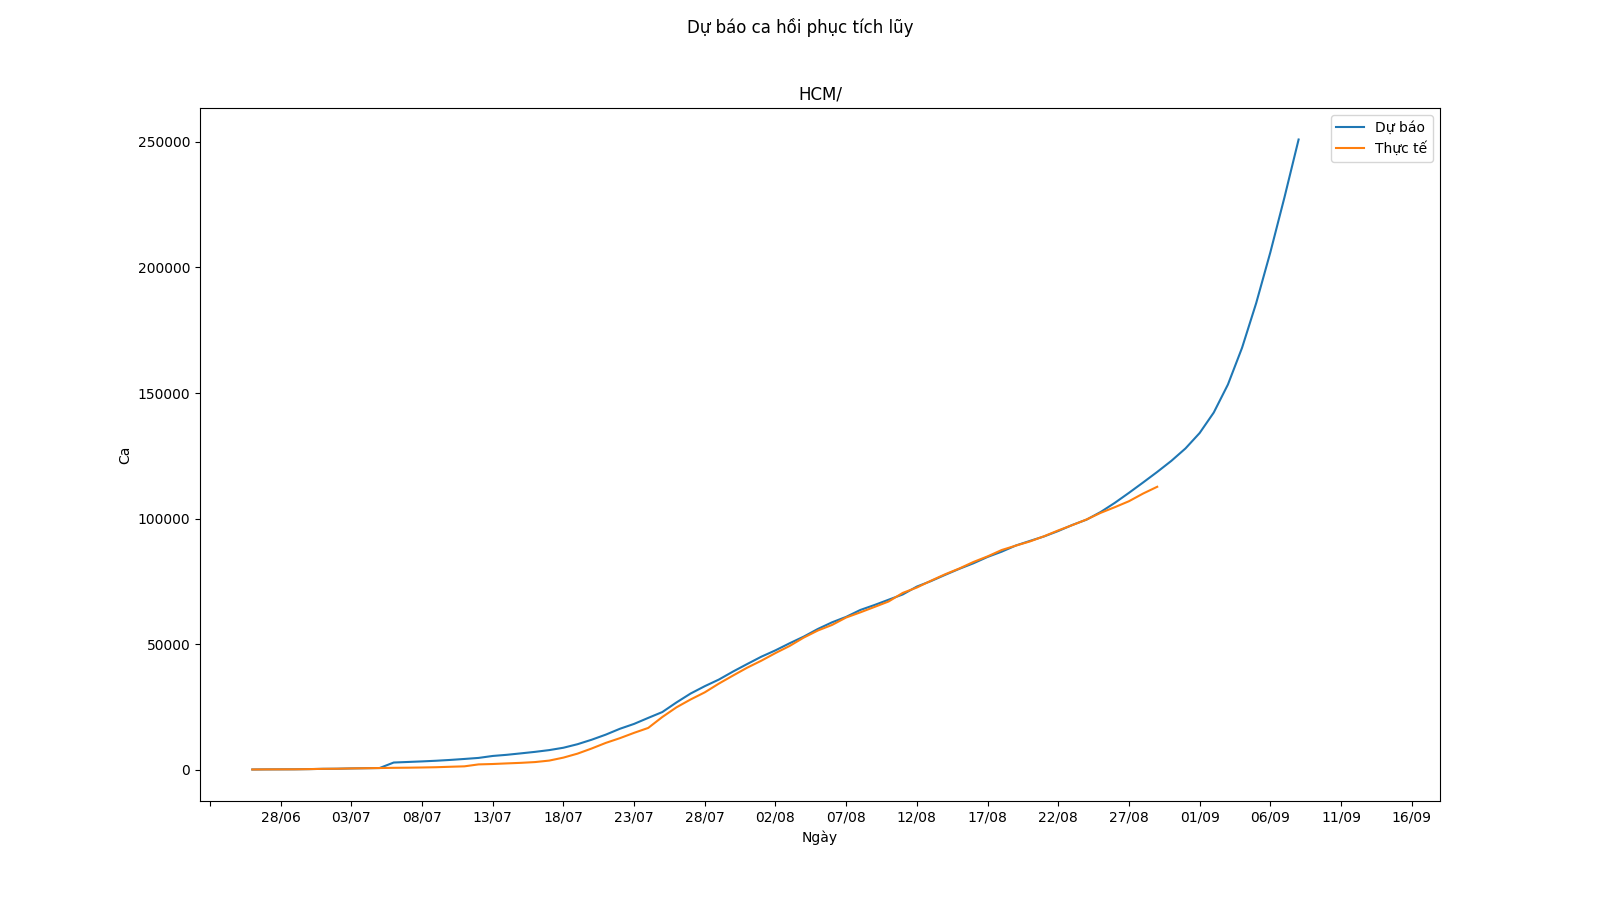 Dự báo ca hồi phục tích lũy
HCM/
Dự báo
Thực tế
250000
200000
150000
100000
50000
0
Ca
28/06 03/07 08/07 13/07 18/07 23/07 28/07 02/08 07/08 12/08 17/08 22/08 27/08 01/09 06/09 11/09 16/09
Ngày